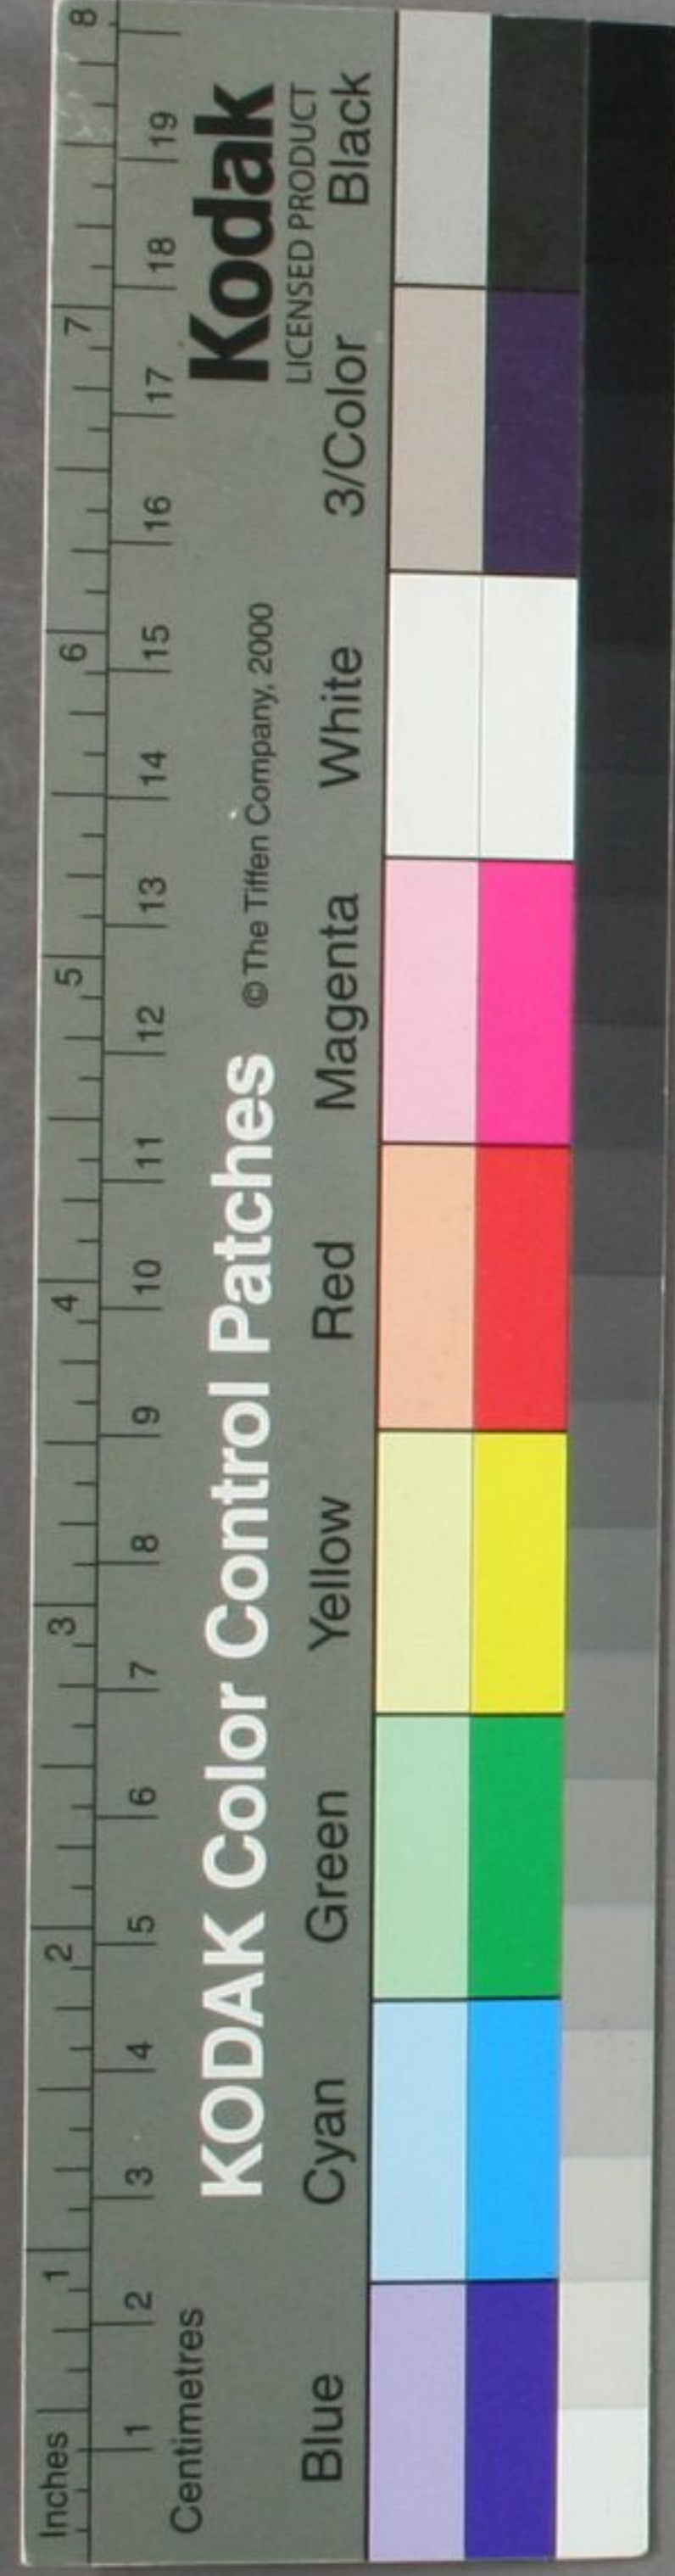 Inches 1 2 3 4 5 6 7 8
1 2 3 4 5 6 7 8 9 10 11 12 13 14 15 16 17 18 19
Centimetres
KODAK Color Control Patches © The Tiffen Company, 2000 Kodak
LICENSED PRODUCT
Blue Cyan Green Yellow Red Magenta White 3/Color Black